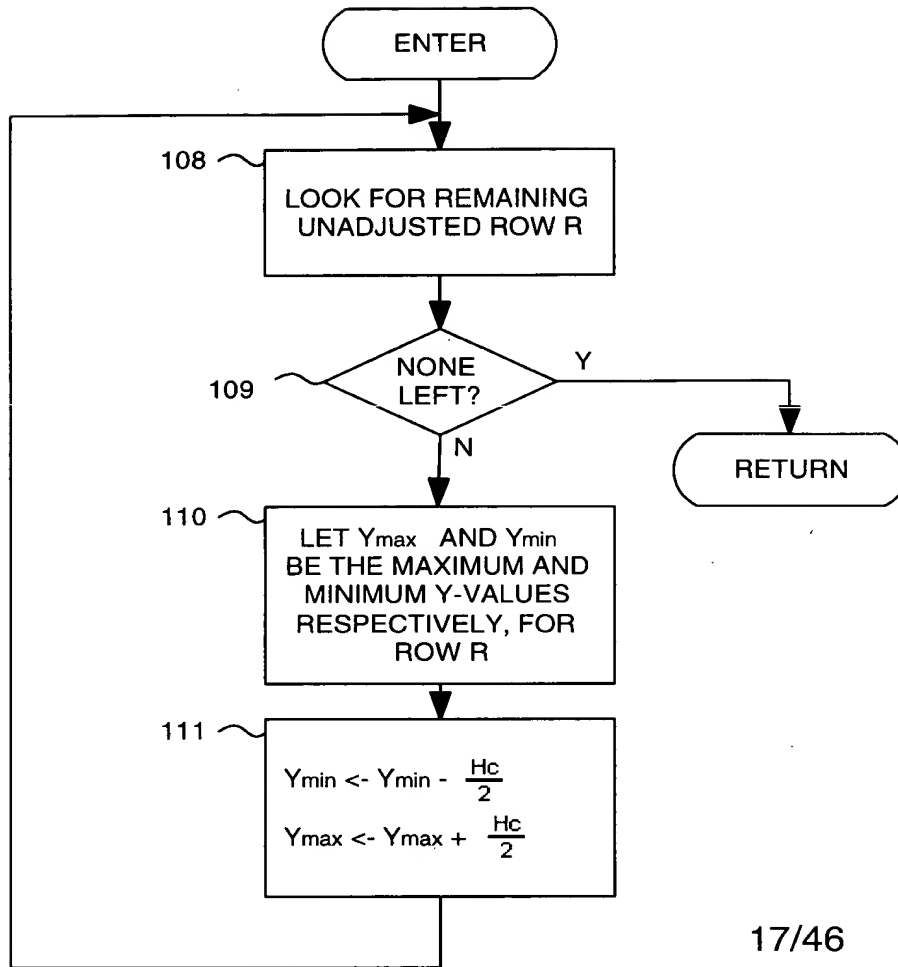 ENTER
108
LOOK FOR REMAINING
UNADJUSTED ROW R
109
NONE
LEFT?
Y
N
RETURN
110
LET Ymax AND Ymin
BE THE MAXIMUM AND
MINIMUM Y-VALUES
RESPECTIVELY, FOR
ROW R
111
Ymin <- Ymin - Hc/2
Ymax <- Ymax + Hc/2
17/46